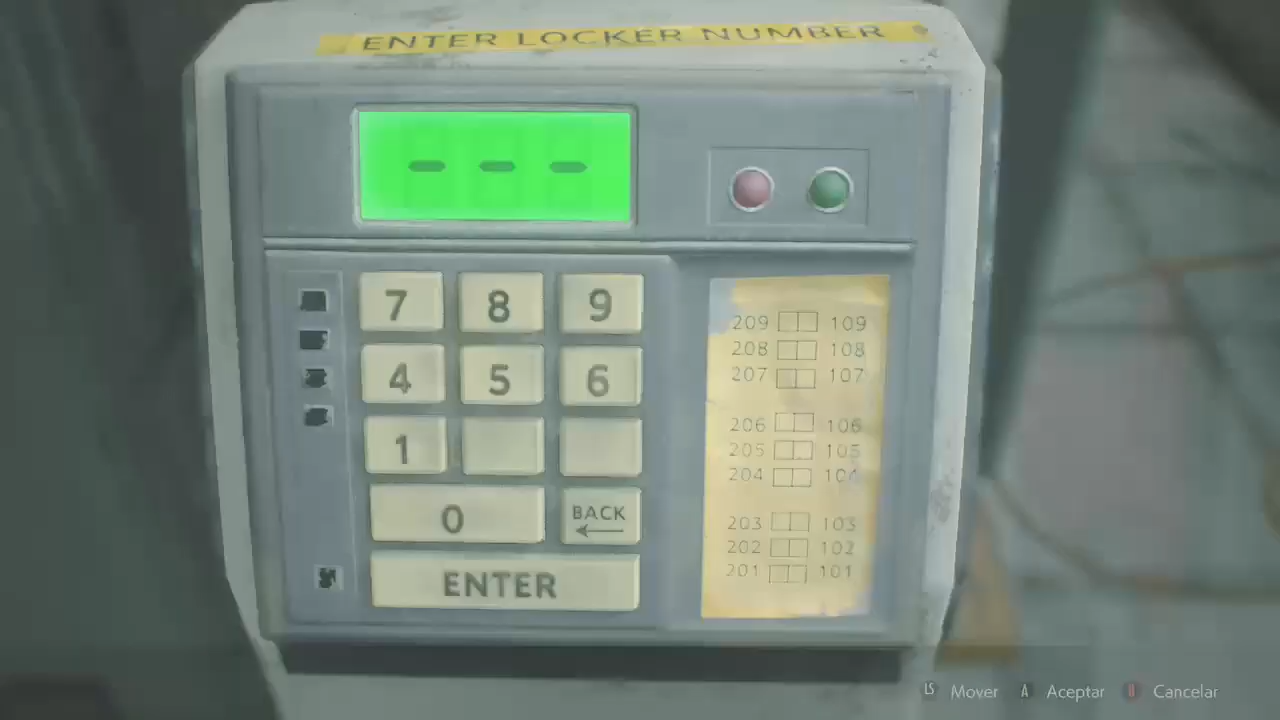 ENTER LOCKER NUMBER
7 8 9
4 5 6
1
0 BACK
ENTER
209 109
208 108
207 107
206 106
205 105
204 104
203 103
202 102
201 101
LS Mover A Aceptar B Cancelar